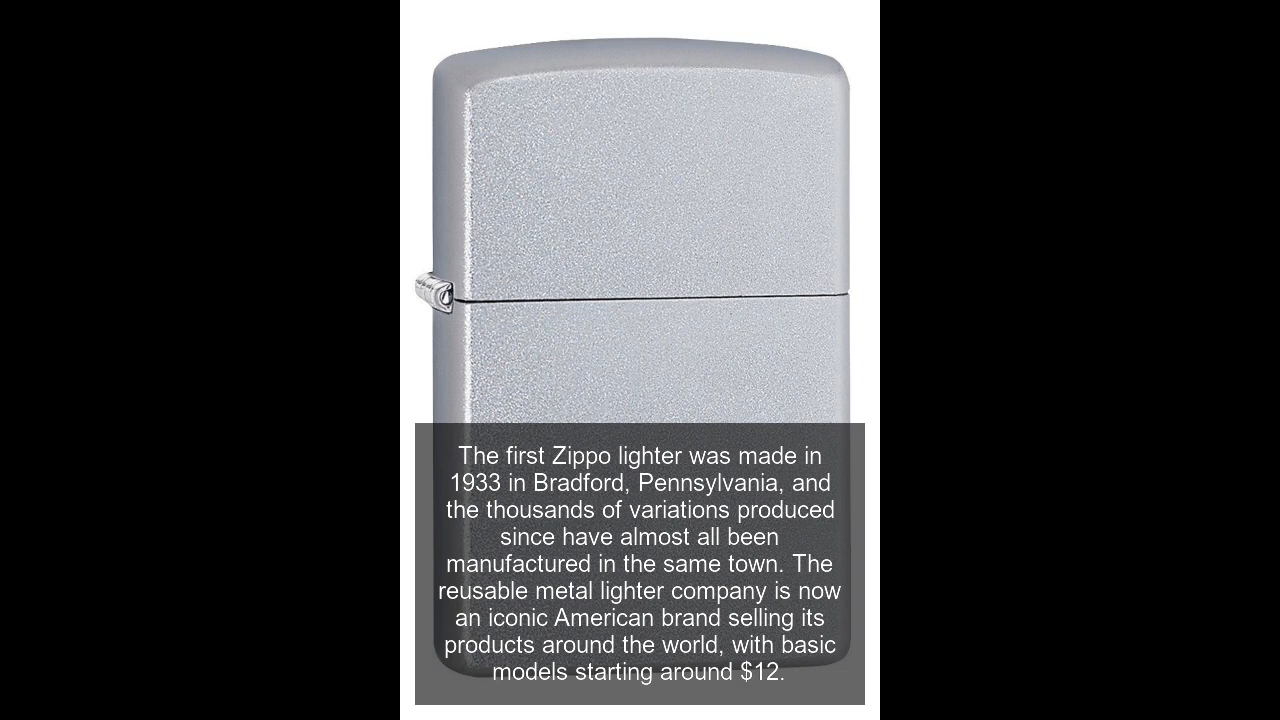 The first Zippo lighter was made in
1933 in Bradford, Pennsylvania, and
the thousands of variations produced
since have almost all been
manufactured in the same town. The
reusable metal lighter company is now
an iconic American brand selling its
products around the world, with basic
models starting around $12.